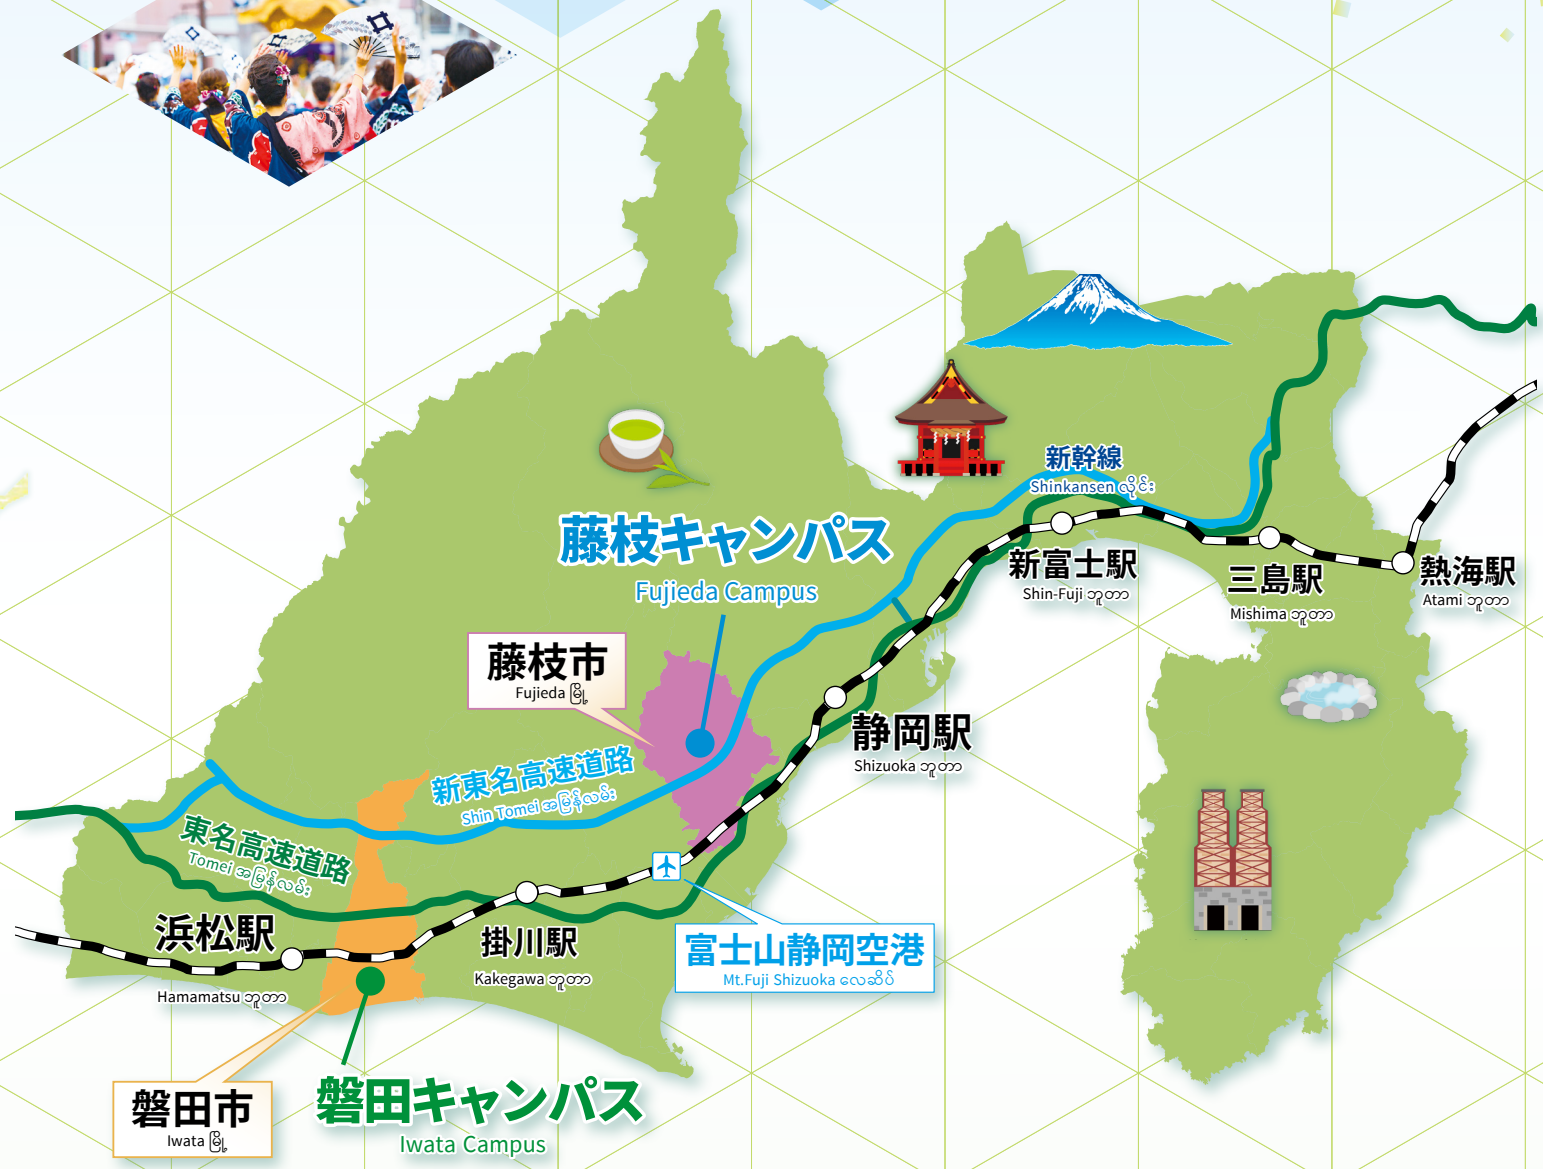 新幹線
Shinkansen လိုင်း
藤枝キャンパス
Fujieda Campus
新富士駅
Shin-Fuji ဘူတာ
三島駅
Mishima ဘူတာ
熱海駅
Atami ဘူတာ
藤枝市
Fujieda မြို့
静岡駅
Shizuoka ဘူတာ
新東名高速道路
Shin Tomei အမြန်လမ်း
東名高速道路
Tomei အမြန်လမ်း
浜松駅
Hamamatsu ဘူတာ
掛川駅
Kakegawa ဘူတာ
富士山静岡空港
Mt.Fuji Shizuoka လေဆိပ်
磐田市
Iwata မြို့
磐田キャンパス
Iwata Campus